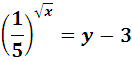 (1/5)^√x = y − 3